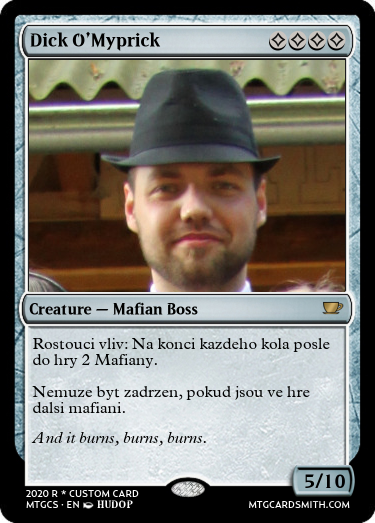 Dick O'Myprick
Creature — Mafian Boss
Rostouci vliv: Na konci kazdeho kola posle
do hry 2 Mafiany.
Nemuze byt zadrzen, pokud jsou ve hre
dalsi mafiani.
And it burns, burns, burns.
5/10
2020 R * CUSTOM CARD
MTGCS · EN HUDOP
MTGCARDSMITH.COM